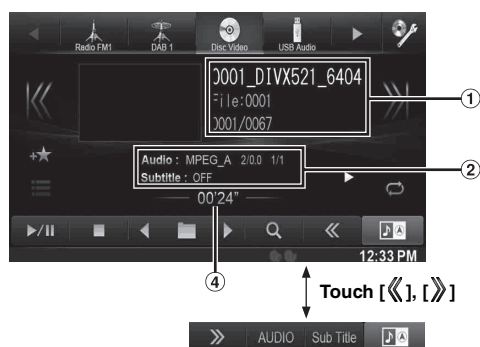 Radio FM1 DAB 1 Disc Video USB Audio
0001_DIVX521_6404
File:0001
0001/0067
1
Audio : MPEG_A 2/0.0 1/1
Subtitle : OFF
2
00'24"
12:33 PM
4
Touch [《], [》]
AUDIO Sub Title